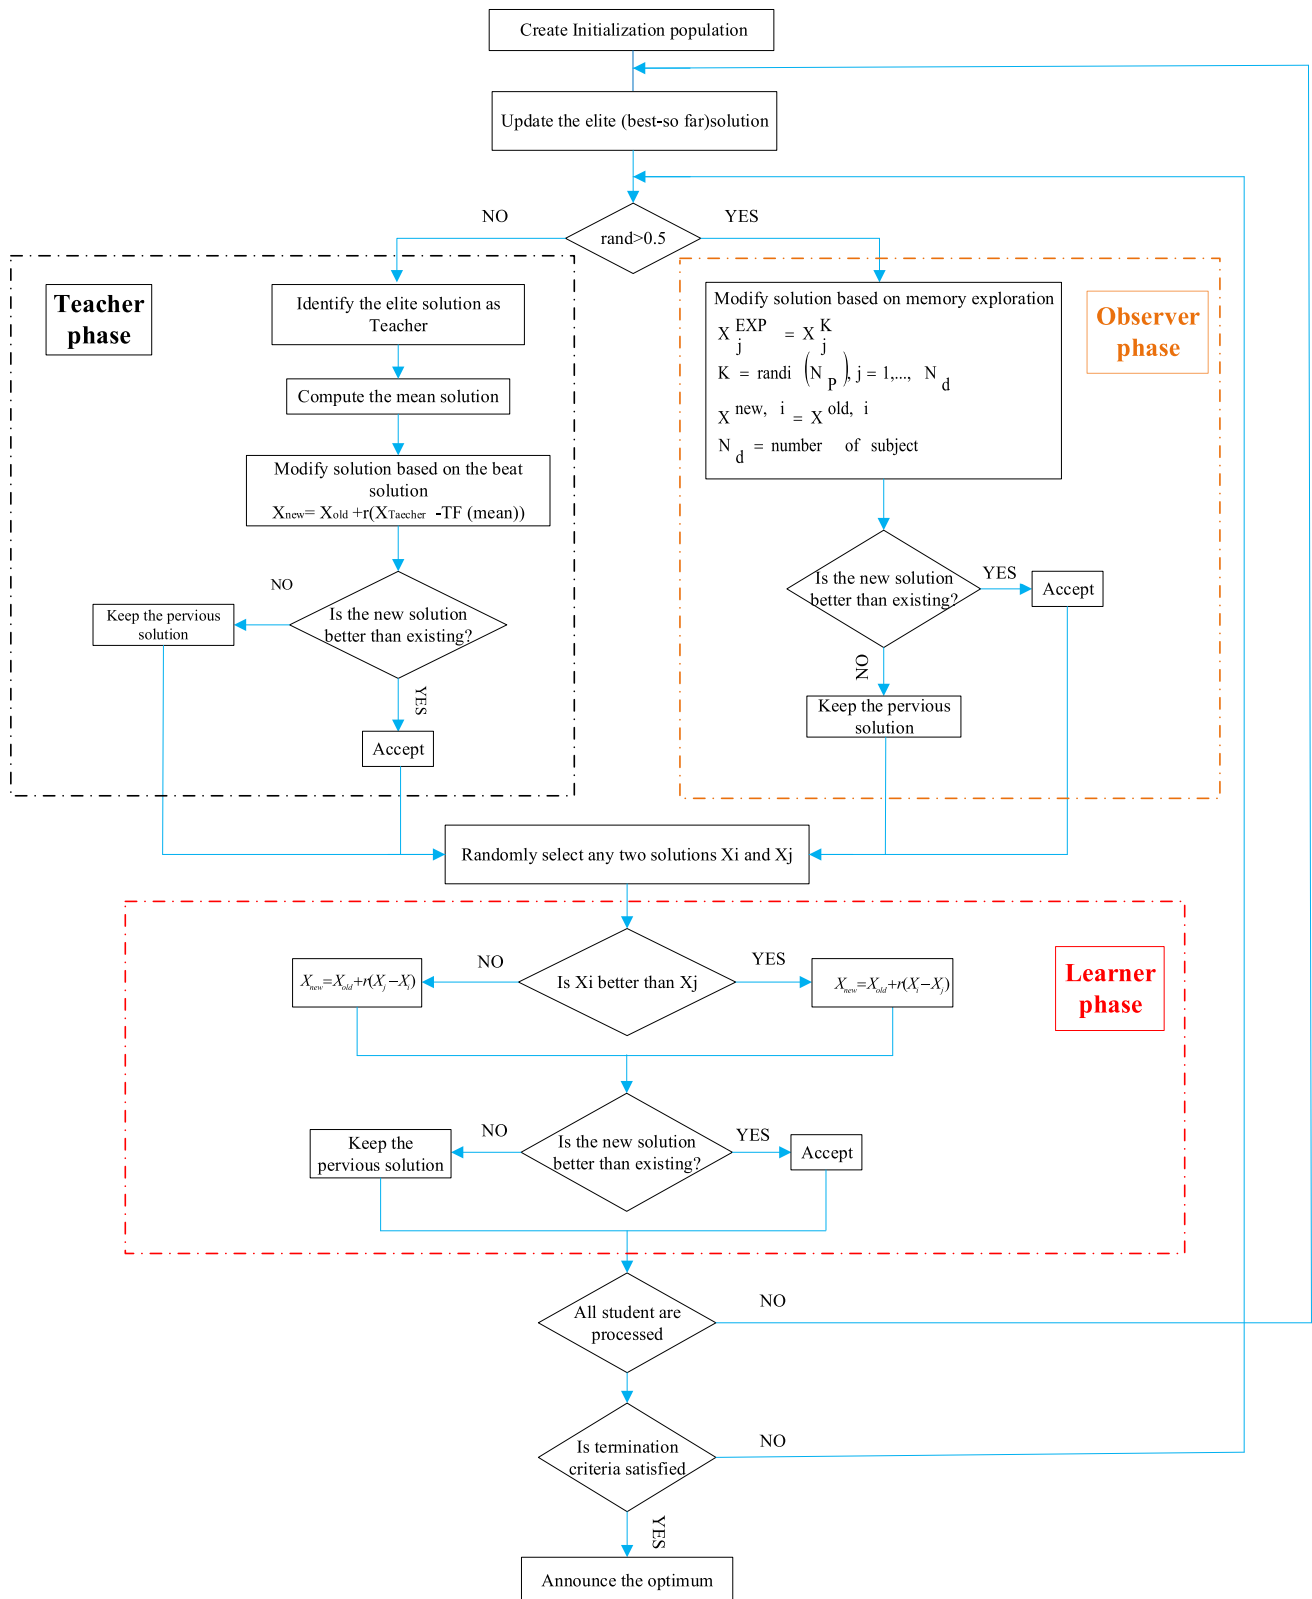 Create Initialization population
Update the elite (best-so far)solution
NO
YES
rand>0.5
Teacher
phase
Identify the elite solution as
Teacher
Compute the mean solution
Modify solution based on the beat
solution
Xnew= Xold +r(XTaecher -TF (mean))
NO
Is the new solution
better than existing?
Keep the pervious
solution
YES
Accept
Observer
phase
Modify solution based on memory exploration
X j EXP = X j K
K = randi (N P), j = 1,..., N d
X new, i = X old, i
N d = number of subject
Is the new solution
better than existing?
YES
Accept
NO
Keep the pervious
solution
Randomly select any two solutions Xi and Xj
Learner
phase
NO
Is Xi better than Xj
YES
Xnew=Xold+r(Xj−Xi)
Xnew=Xold+r(Xi−Xj)
Keep the
pervious solution
NO
Is the new solution
better than existing?
YES
Accept
All student are
processed
NO
Is termination
criteria satisfied
NO
YES
Announce the optimum